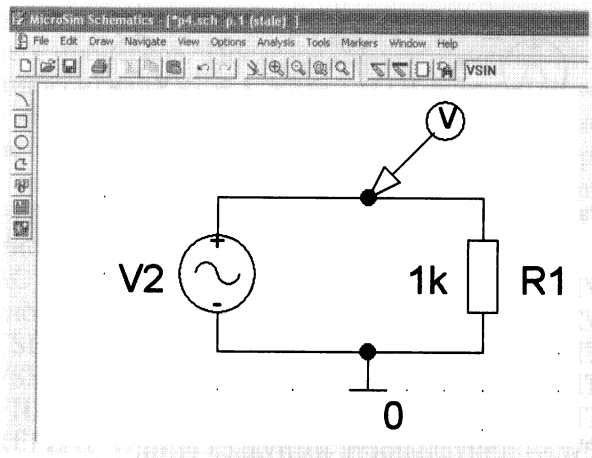 MicroSim Schematics - [*p4.sch p.1 (stale) ]
File Edit Draw Navigate View Options Analysis Tools Markers Window Help
VSIN
V
V2
1k
R1
0